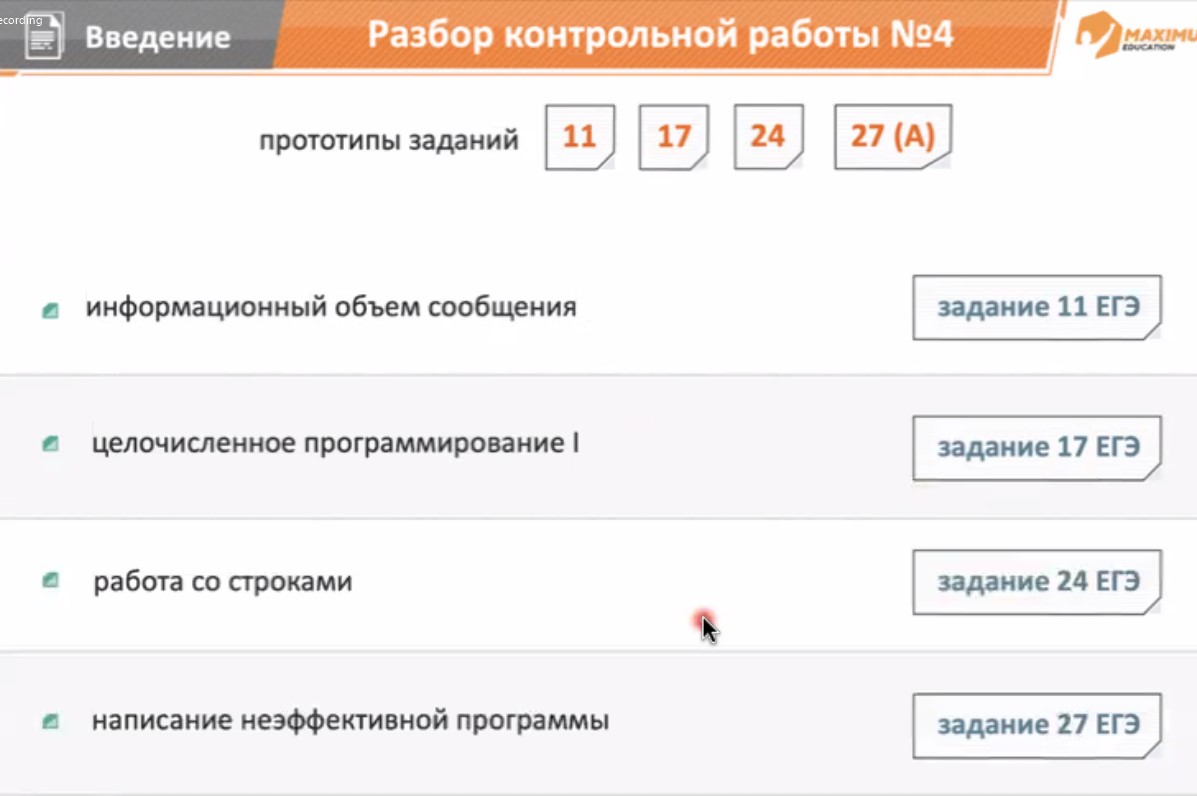 ecording
Введение
Разбор контрольной работы №4
MAXIMU
EDUCATION
прототипы заданий 11 17 24 27 (А)
информационный объем сообщения задание 11 ЕГЭ
целочисленное программирование I задание 17 ЕГЭ
работа со строками задание 24 ЕГЭ
написание неэффективной программы задание 27 ЕГЭ